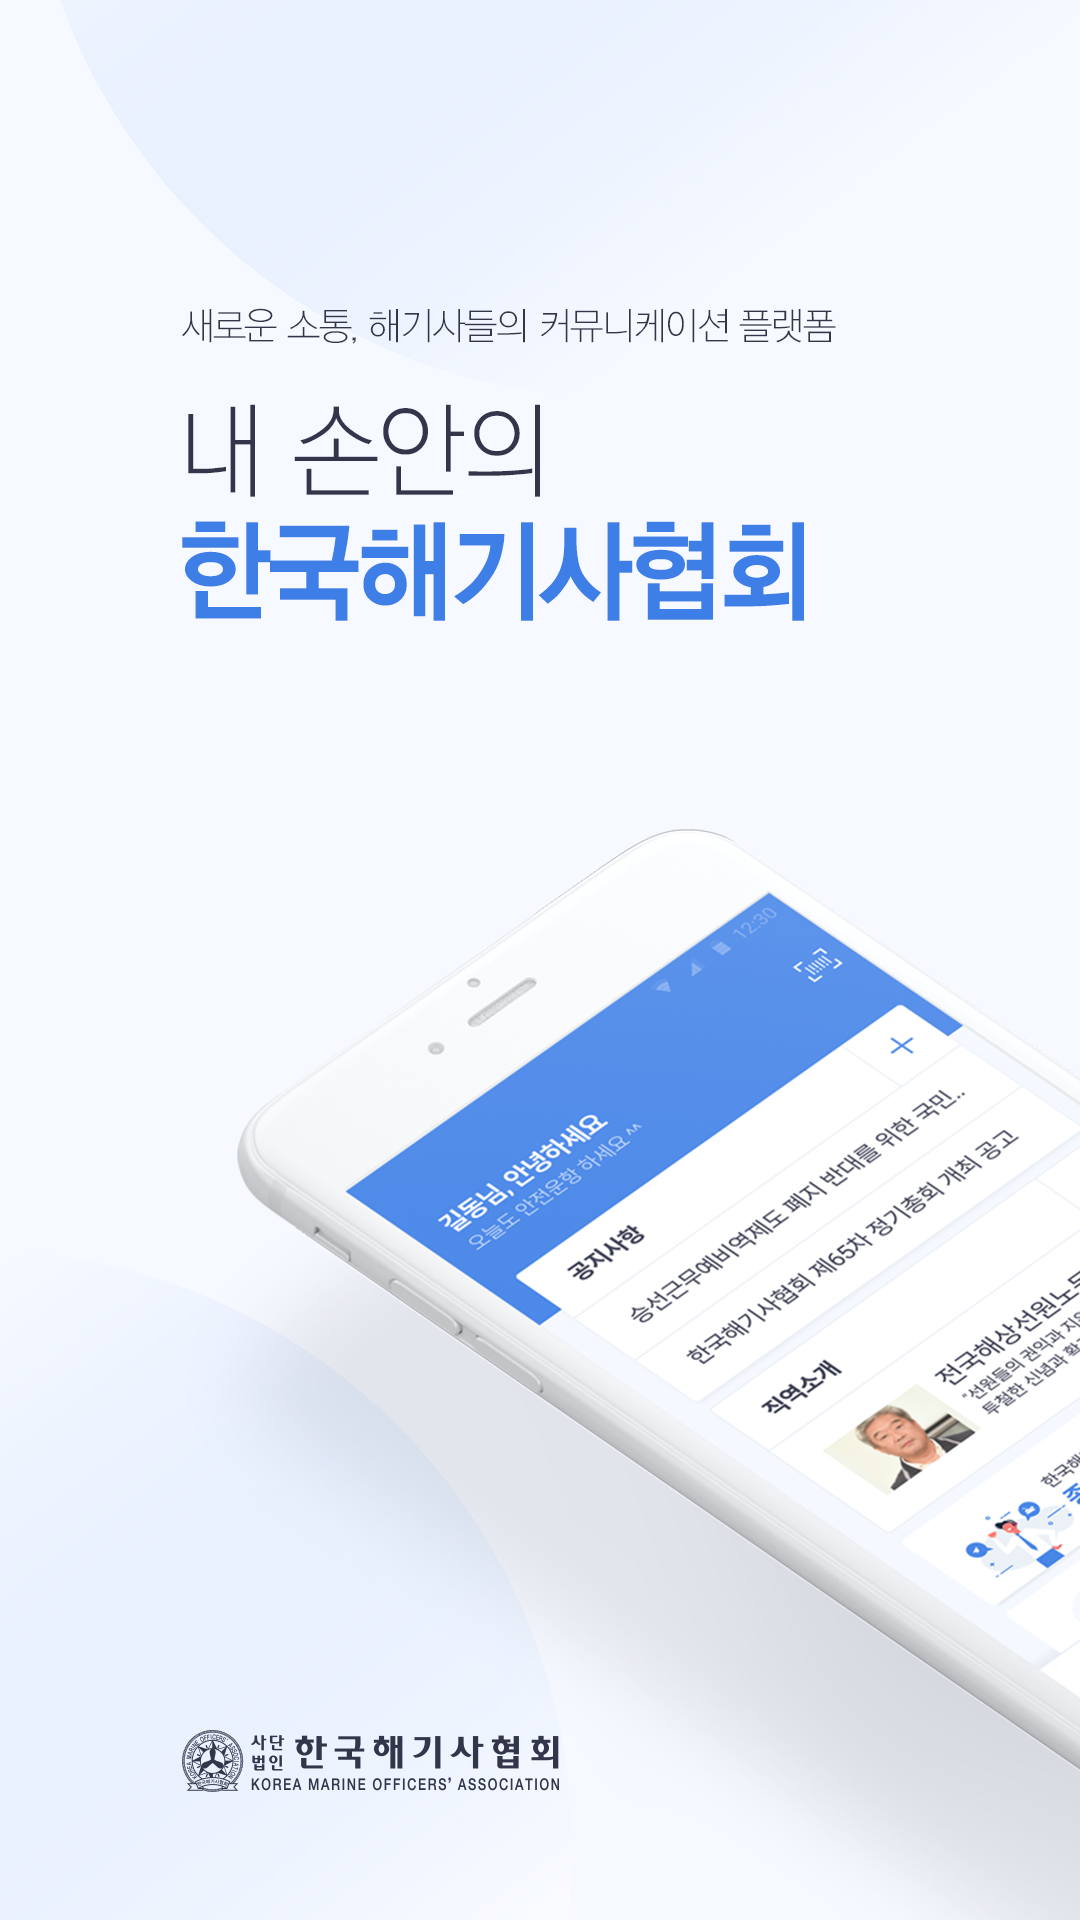 새로운 소통, 해기사들의 커뮤니케이션 플랫폼
내 손안의
한국해기사협회
12:30
길동님, 안녕하세요
오늘도 안전운항 하세요 ^^
공지사항
승선근무예비역제도 폐지 반대를 위한 국민..
한국해기사협회 제65차 정기총회 개최 공고
직역소개
전국해상선원노동
“선원들의 권익과 지위
투철한 신념과
한국해
사단
법인
한국해기사협회
KOREA MARINE OFFICERS’ ASSOCIATION